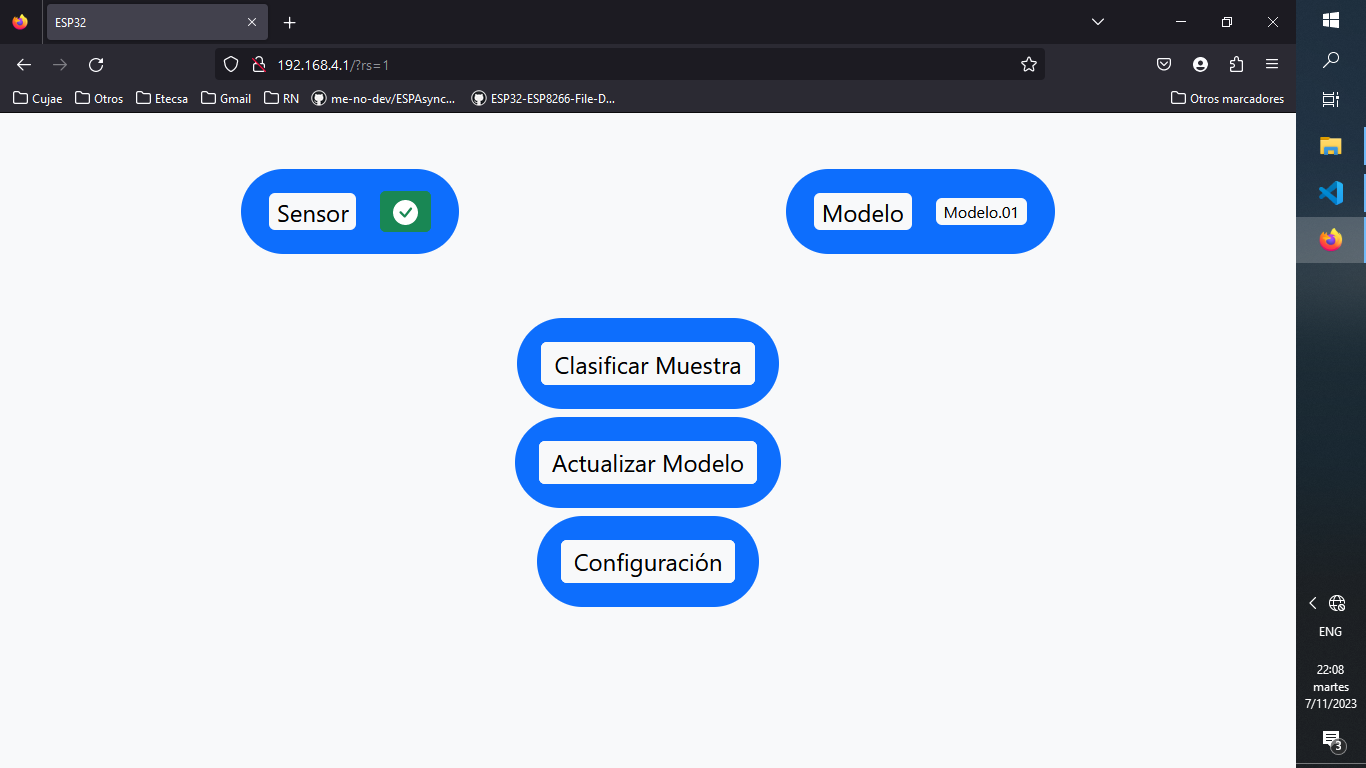 ESP32
192.168.4.1/?rs=1
Cujae Otros Etecsa Gmail RN me-no-dev/ESPAsync... ESP32-ESP8266-File-D... Otros marcadores
Sensor Modelo Modelo.01
Clasificar Muestra
Actualizar Modelo
Configuración
ENG
22:08
martes
7/11/2023
3